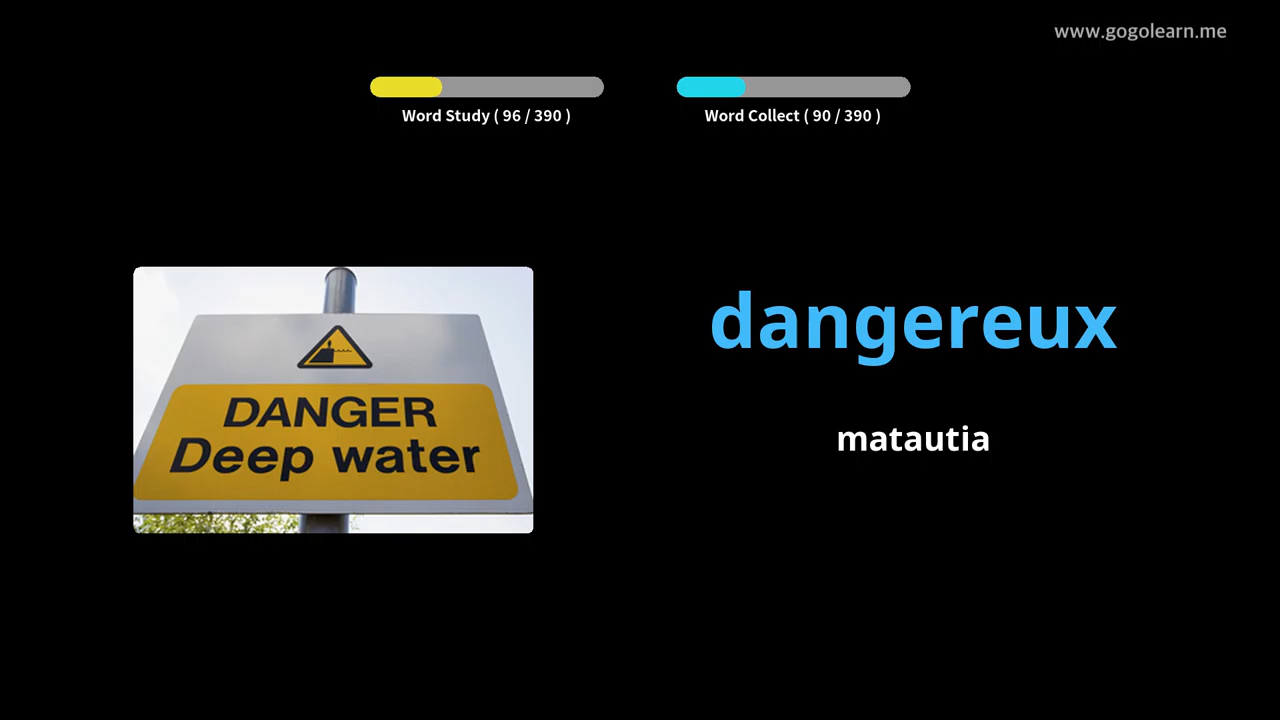 www.gogolearn.me
Word Study ( 96 / 390 )
Word Collect ( 90 / 390 )
DANGER
Deep water
dangereux
matautia